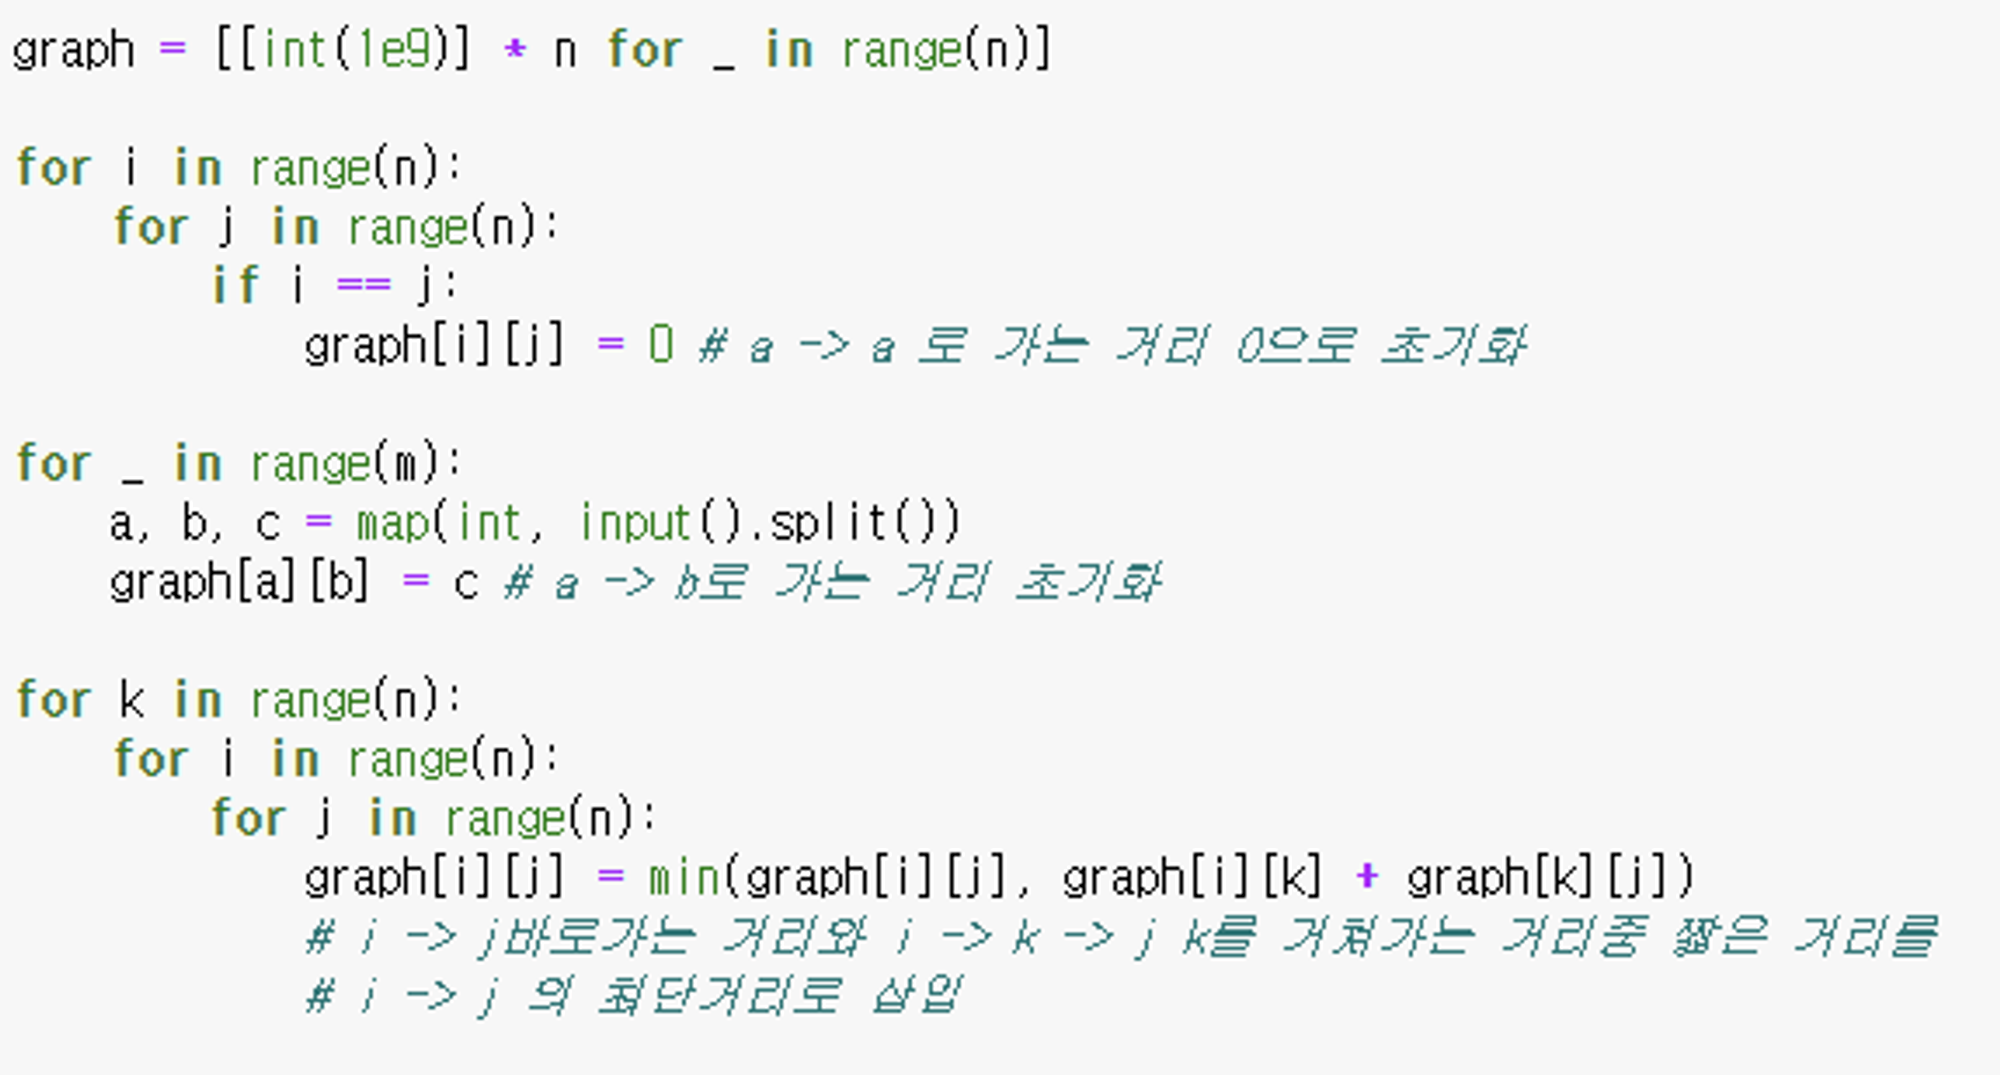 graph = [[int(1e9)] * n for _ in range(n)]
for i in range(n):
    for j in range(n):
        if i == j:
            graph[i][j] = 0 # a -> a 로 가는 거리 0으로 초기화
for _ in range(m):
    a, b, c = map(int, input().split())
    graph[a][b] = c # a -> b로 가는 거리 초기화
for k in range(n):
    for i in range(n):
        for j in range(n):
            graph[i][j] = min(graph[i][j], graph[i][k] + graph[k][j])
            # i -> j바로가는 거리와 i -> k -> j k를 거쳐가는 거리중 짧은 거리를
            # i -> j 의 최단거리로 삽입